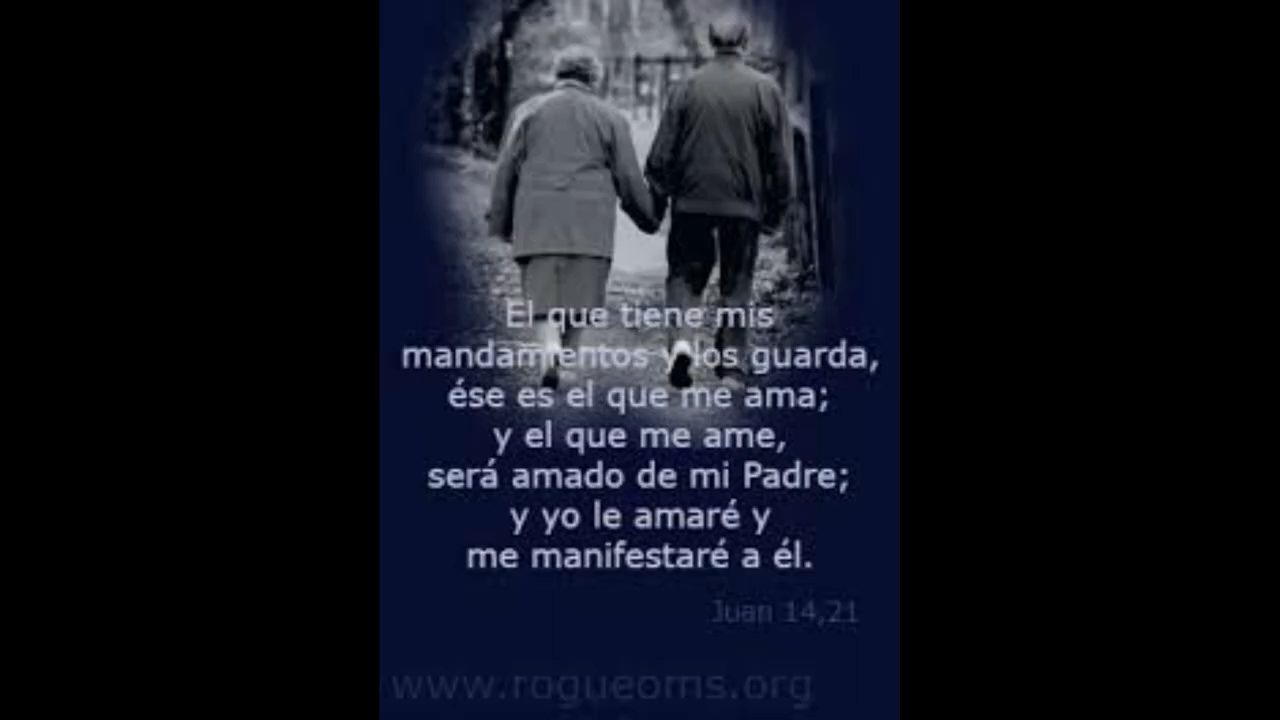 El que tiene mis
mandamientos y los guarda,
ése es el que me ama;
y el que me ame,
será amado de mi Padre;
y yo le amaré y
me manifestaré a él.
Juan 14,21
www.rogueoms.org